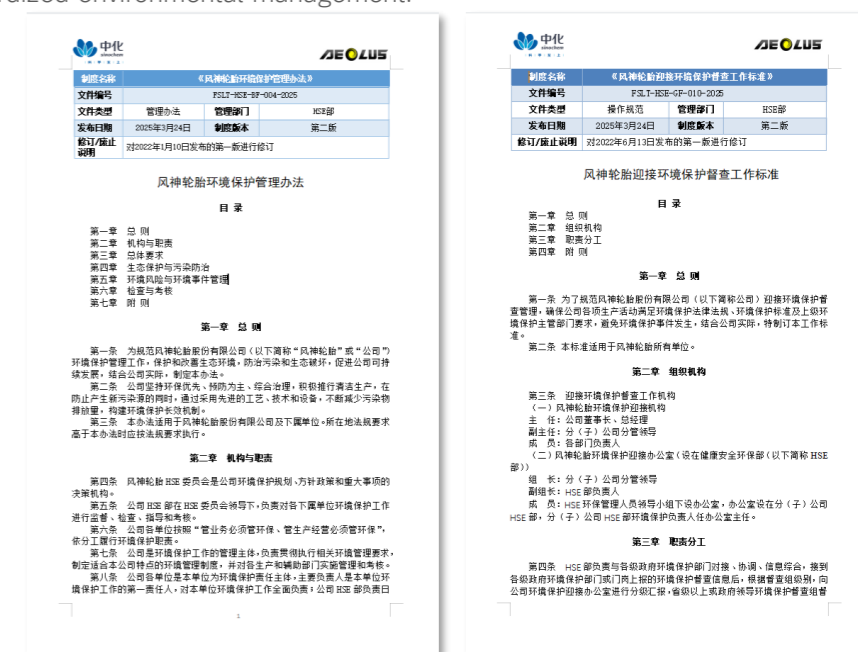 rdized environmental management.
中化
sinochem
科 学 至 上
AEOLUS
制度名称 《风神轮胎环境保护管理办法》
文件编号 FSLT-HSE-BF-004-2025
文件类型 管理办法 管理部门 HSE部
发布日期 2025年3月24日 制度版本 第二版
修订/废止说明 对2022年1月10日发布的第一版进行修订
风神轮胎环境保护管理办法
目 录
第一章 总 则
第二章 机构与职责
第三章 总体要求
第四章 生态保护与污染防治
第五章 环境风险与环境事件管理
第六章 检查与考核
第七章 附 则
第一章 总 则
第一条 为规范风神轮胎股份有限公司（以下简称“风神轮胎”或“公司”）
环境保护管理工作，保护和改善生态环境，防治污染和生态破坏，促进公司可持
续发展，结合公司实际，制定本办法。
第二条 公司坚持环保优先、预防为主、综合治理，积极推行清洁生产，在
防止产生新污染源的同时，通过采用先进的工艺、技术和设备，不断减少污染物
排放量，构建环境保护长效机制。
第三条 本办法适用于风神轮胎股份有限公司及下属单位。所在地法规要求
高于本办法时应按法规要求执行。
第二章 机构与职责
第四条 风神轮胎 HSE 委员会是公司环境保护规划、方针政策和重大事项的
决策机构。
第五条 公司 HSE 部在 HSE 委员会领导下，负责对各下属单位环境保护工作
进行监督、检查、指导和考核。
第六条 公司各单位按照“管业务必须管环保、管生产经营必须管环保”，
依分工履行环境保护职责。
第七条 公司是环境保护工作的管理主体，负责贯彻执行相关环境管理要求，
制定适合本公司特点的环境管理制度，并对各生产和辅助部门实施管理和考核。
第八条 公司各单位是本单位为环境保护责任主体，主要负责人是本单位环
境保护工作的第一责任人，对本单位环境保护工作全面负责；公司 HSE 部负责日
1
中化
sinochem
科 学 至 上
AEOLUS
制度名称 《风神轮胎迎接环境保护督查工作标准》
文件编号 FSLT-HSE-GF-010-2025
文件类型 操作规范 管理部门 HSE部
发布日期 2025年3月24日 制度版本 第二版
修订/废止说明 对2022年6月13日发布的第一版进行修订
风神轮胎迎接环境保护督查工作标准
目 录
第一章 总 则
第二章 组织机构
第三章 职责分工
第四章 附 则
第一章 总 则
第一条 为了规范风神轮胎股份有限公司（以下简称公司）迎接环境保护督
查管理，确保公司各项生产活动满足环境保护法律法规、环境保护标准及上级环
境保护主管部门要求，避免环境保护事件发生，结合公司实际，特制订本工作标
准。
第二条 本标准适用于风神轮胎所有单位。
第二章 组织机构
第三条 迎接环境保护督查工作机构
（一）风神轮胎环境保护迎接机构
主 任：公司董事长、总经理
副主任：分（子）公司分管领导
成 员：各部门负责人
（二）风神轮胎环境保护迎接办公室（设在健康安全环保部（以下简称 HSE
部））
组 长：分（子）公司分管领导
副组长：HSE 部负责人
成 员：HSE 环保管理人员领导小组下设办公室，办公室设在分（子）公司
HSE 部，分（子）公司 HSE 部环境保护负责人任办公室主任。
第三章 职责分工
第四条 HSE 部负责与各级政府环境保护部门对接、协调、信息综合，接到
各级政府环境保护部门或门岗上报的环境保护督查信息后，根据督查组级别，向
公司环境保护迎接办公室进行分级汇报，省级以上或政府领导环境保护督查组督